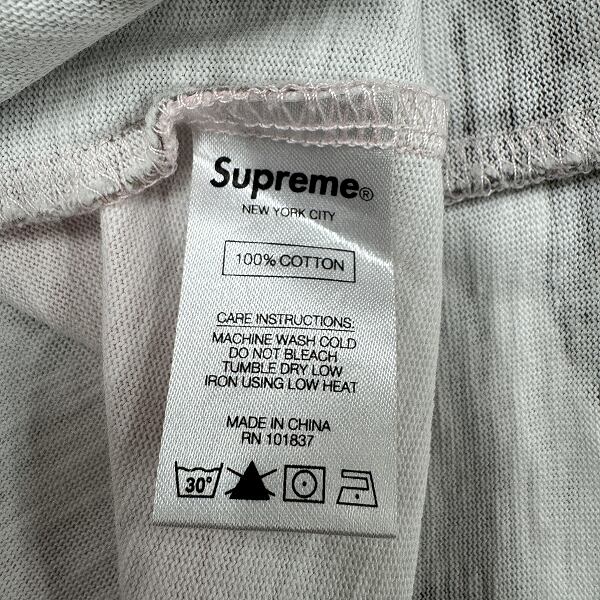 Supreme®
NEW YORK CITY
100% COTTON
CARE INSTRUCTIONS:
MACHINE WASH COLD
DO NOT BLEACH
TUMBLE DRY LOW
IRON USING LOW HEAT
MADE IN CHINA
RN 101837
30°